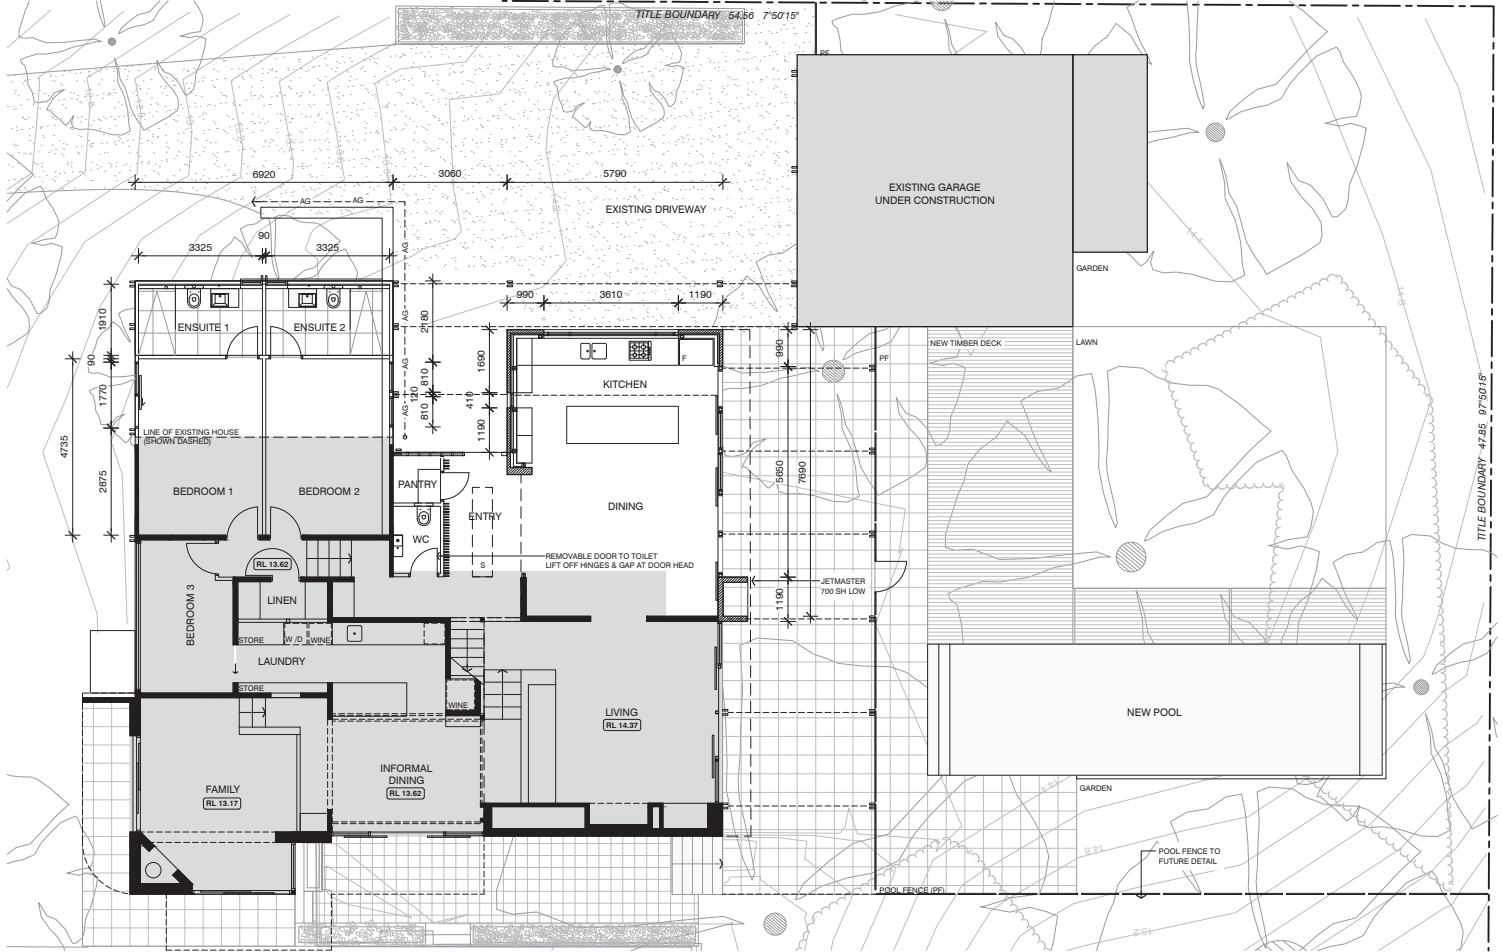 TITLE BOUNDARY 54.56 7°50'15"
PF
6920
3060
5790
EXISTING GARAGE
UNDER CONSTRUCTION
AG
AG
EXISTING DRIVEWAY
90
3325
3325
AG
GARDEN
990
3610
1190
1910
ENSUITE 1
ENSUITE 2
AG
2180
NEW TIMBER DECK
LAWN
990
PF
90
1690
F
AG
KITCHEN
1770
810
120
410
AG
810
LINE OF EXISTING HOUSE
(SHOWN DASHED)
1190
4735
2875
TITLE BOUNDARY 47.85 97°50'15"
5650
7690
BEDROOM 1
BEDROOM 2
PANTRY
DINING
ENTRY
WC
REMOVABLE DOOR TO TOILET
LIFT OFF HINGES & GAP AT DOOR HEAD
RL 13.62
S
JETMASTER
700 SH LOW
1190
BEDROOM 3
LINEN
STORE
W/D
WINE
LAUNDRY
STORE
WINE
LIVING
RL 14.37
NEW POOL
INFORMAL
DINING
RL 13.62
FAMILY
RL 13.17
GARDEN
14.4
14.8
POOL FENCE TO
FUTURE DETAIL
POOL FENCE (PF)
15.2